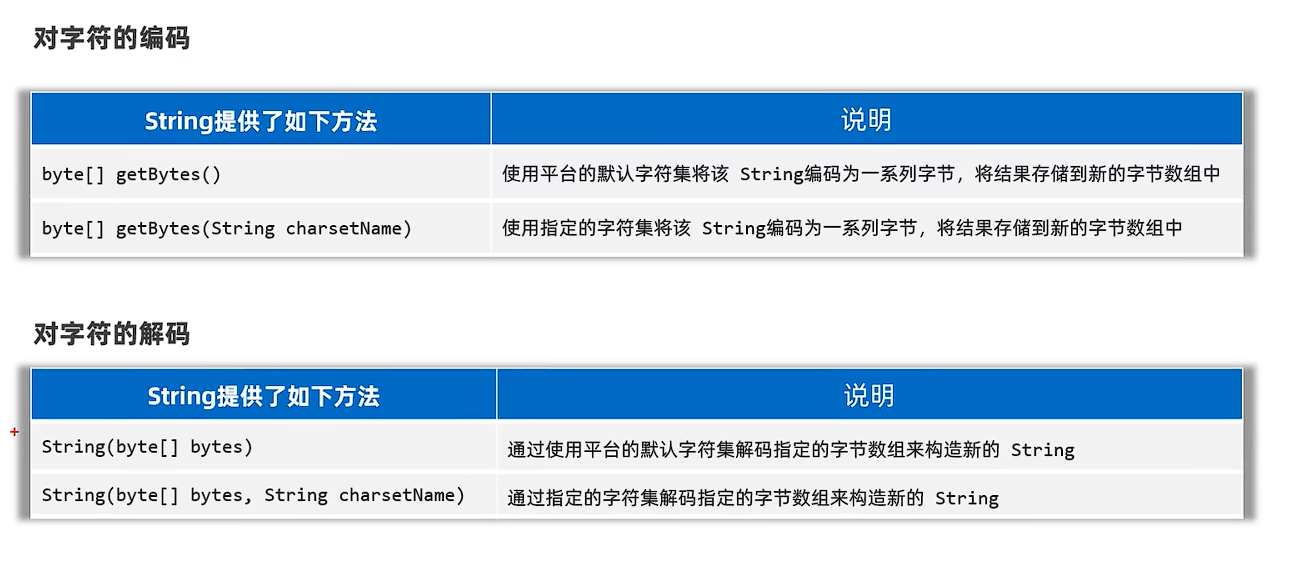 对字符的编码
String提供了如下方法 说明
byte[] getBytes() 使用平台的默认字符集将该 String编码为一系列字节，将结果存储到新的字节数组中
byte[] getBytes(String charsetName) 使用指定的字符集将该 String编码为一系列字节，将结果存储到新的字节数组中
对字符的解码
String提供了如下方法 说明
String(byte[] bytes) 通过使用平台的默认字符集解码指定的字节数组来构造新的 String
String(byte[] bytes, String charsetName) 通过指定的字符集解码指定的字节数组来构造新的 String